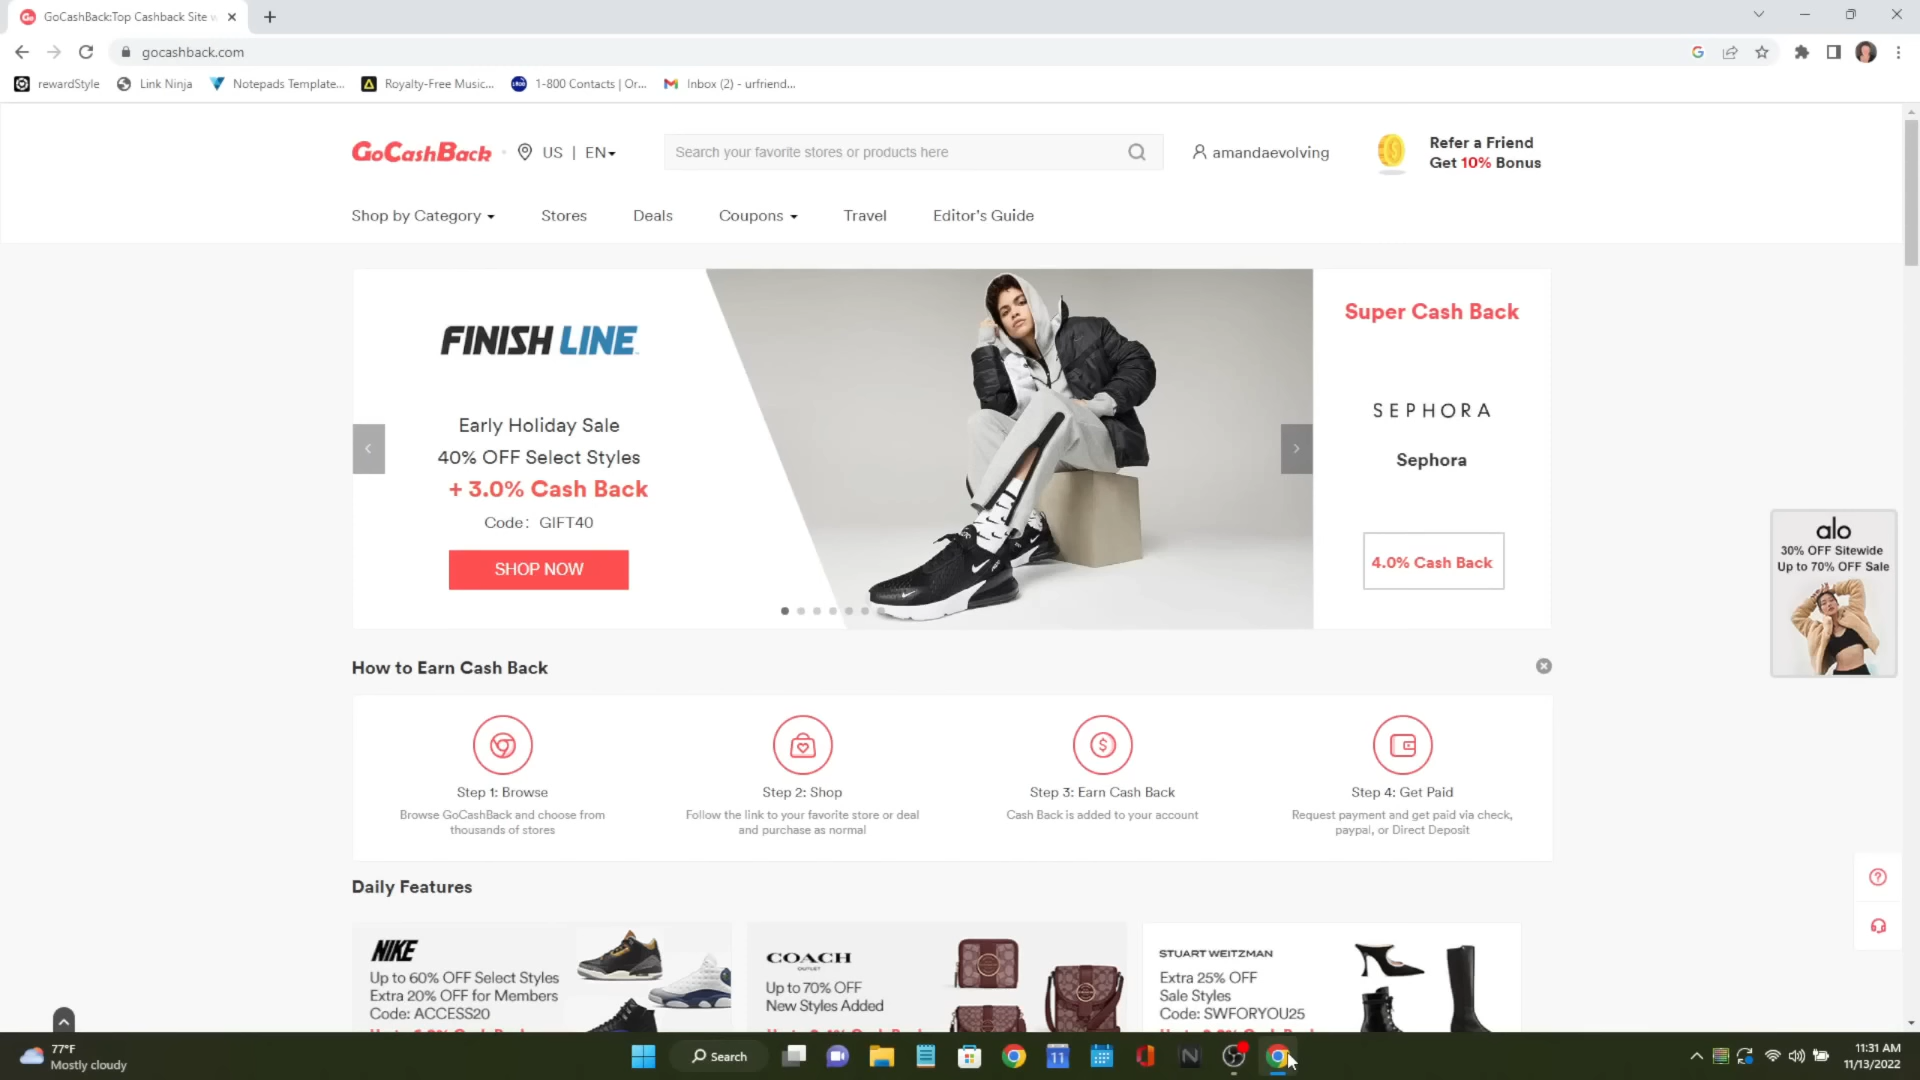 GoCashBack:Top Cashback Site w
gocashback.com
rewardStyle
Link Ninja
Notepads Template...
Royalty-Free Music...
1-800 Contacts | Or...
Inbox (2) - urfriend...
GoCashBack
US | EN
Search your favorite stores or products here
amandaevolving
Refer a Friend
Get 10% Bonus
Shop by Category
Stores
Deals
Coupons
Travel
Editor's Guide
FINISH LINE
Early Holiday Sale
40% OFF Select Styles
+ 3.0% Cash Back
Code: GIFT40
SHOP NOW
Super Cash Back
SEPHORA
Sephora
4.0% Cash Back
alo
30% OFF Sitewide
Up to 70% OFF Sale
How to Earn Cash Back
Step 1: Browse
Browse GoCashBack and choose from
thousands of stores
Step 2: Shop
Follow the link to your favorite store or deal
and purchase as normal
Step 3: Earn Cash Back
Cash Back is added to your account
Step 4: Get Paid
Request payment and get paid via check,
paypal, or Direct Deposit
Daily Features
NIKE
Up to 60% OFF Select Styles
Extra 20% OFF for Members
Code: ACCESS20
COACH
OUTLET
Up to 70% OFF
New Styles Added
STUART WEITZMAN
Extra 25% OFF
Sale Styles
Code: SWFORYOU25
77°F
Mostly cloudy
Search
11
11:31 AM
11/13/2022